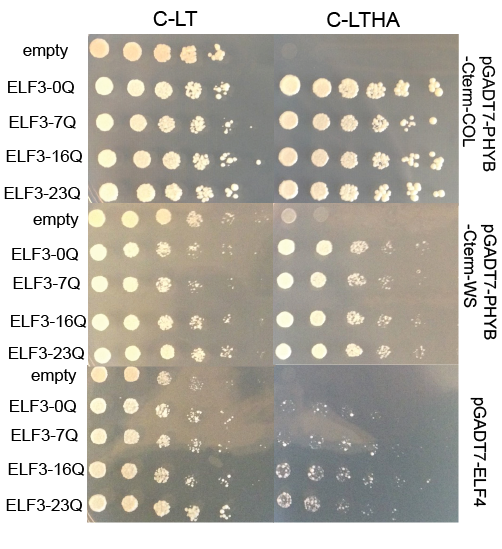 C-LT
C-LTHA
empty
ELF3-0Q
ELF3-7Q
ELF3-16Q
ELF3-23Q
pGADT7-PHYB
-Cterm-COL
empty
ELF3-0Q
ELF3-7Q
ELF3-16Q
ELF3-23Q
pGADT7-PHYB
-Cterm-WS
empty
ELF3-0Q
ELF3-7Q
ELF3-16Q
ELF3-23Q
pGADT7-ELF4